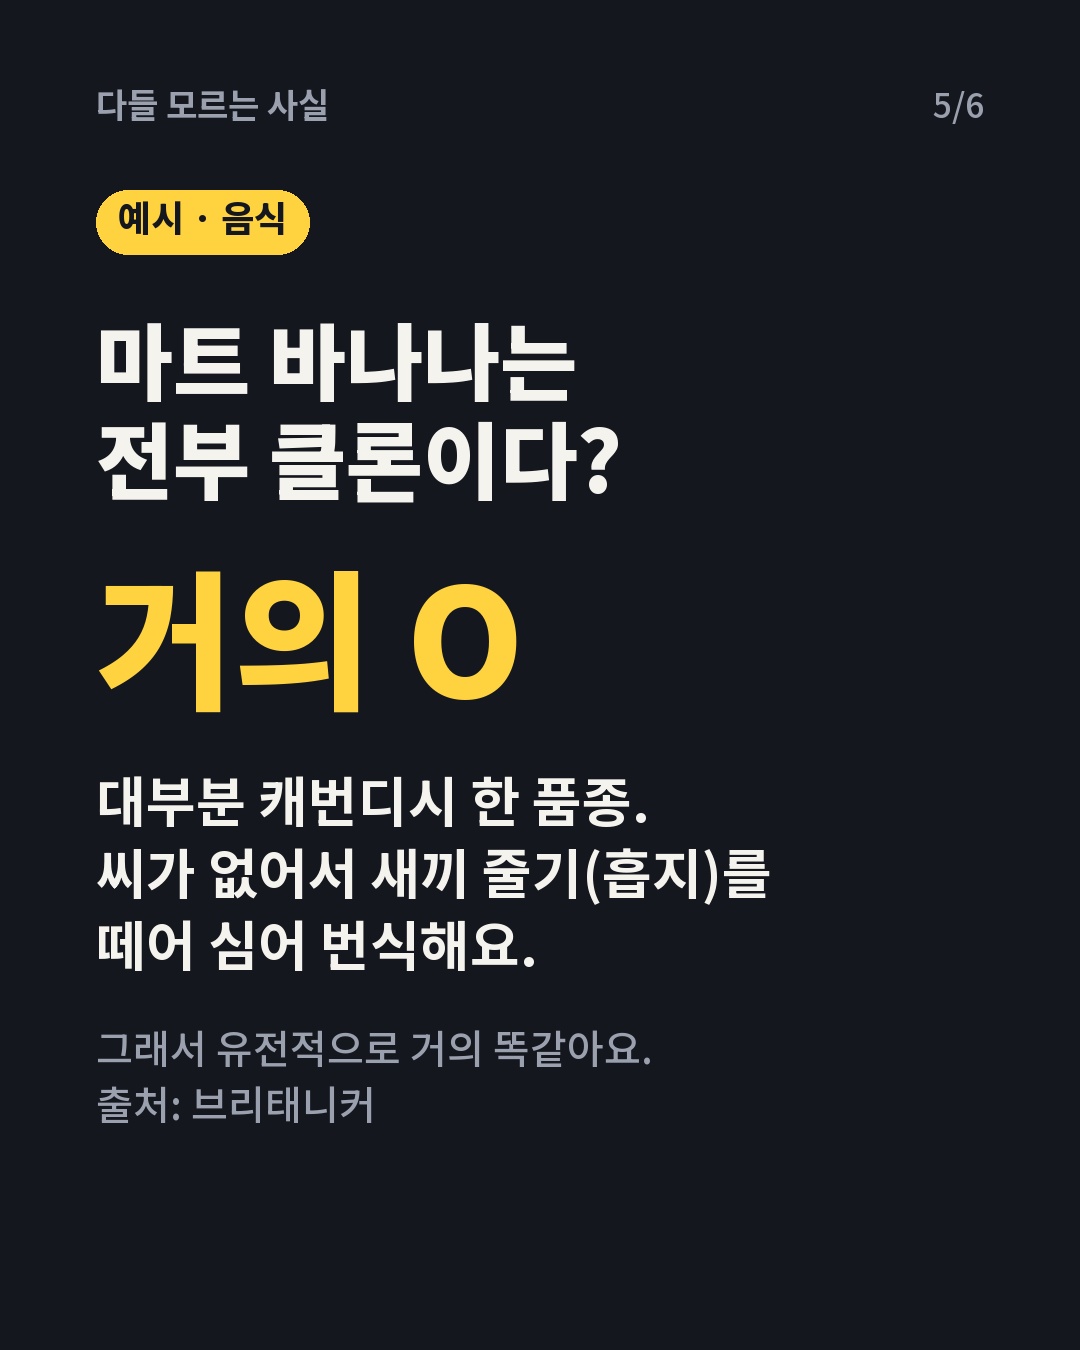 다들 모르는 사실
5/6
예시 · 음식
마트 바나나는
전부 클론이다?
거의 O
대부분 캐번디시 한 품종.
씨가 없어서 새끼 줄기(흡지)를
떼어 심어 번식해요.
그래서 유전적으로 거의 똑같아요.
출처: 브리태니커